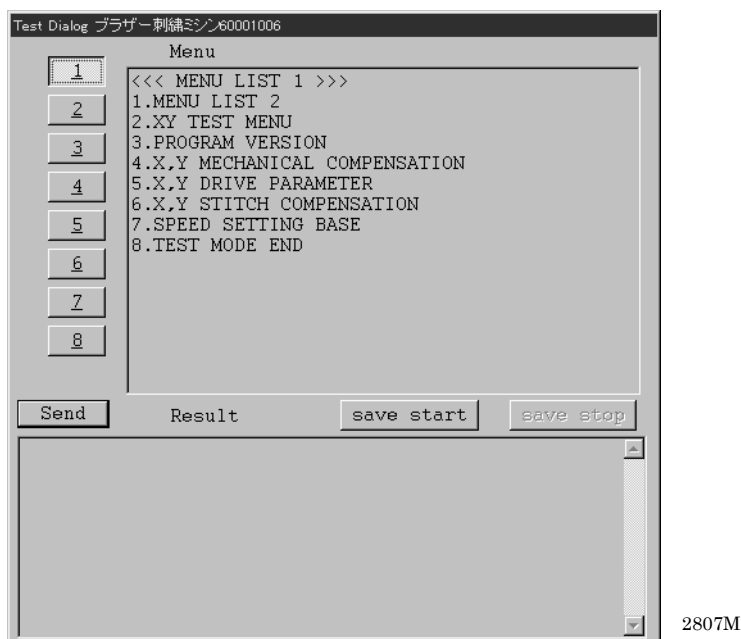 Test Dialog ブラザー刺繍ミシン60001006
Menu
1
2
3
4
5
6
7
8
<<< MENU LIST 1 >>>
1.MENU LIST 2
2.XY TEST MENU
3.PROGRAM VERSION
4.X,Y MECHANICAL COMPENSATION
5.X,Y DRIVE PARAMETER
6.X,Y STITCH COMPENSATION
7.SPEED SETTING BASE
8.TEST MODE END
Send Result save start save stop
2807M